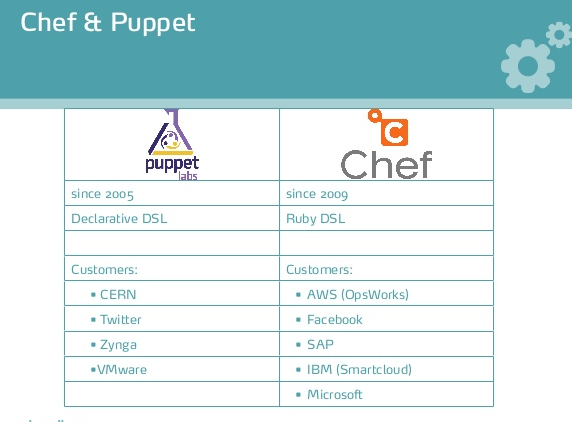 Chef & Puppet
puppet
labs
Chef
since 2005
since 2009
Declarative DSL
Ruby DSL
Customers:
Customers:
▪ CERN
▪ AWS (OpsWorks)
▪ Twitter
▪ Facebook
▪ Zynga
▪ SAP
▪VMware
▪ IBM (Smartcloud)
▪ Microsoft